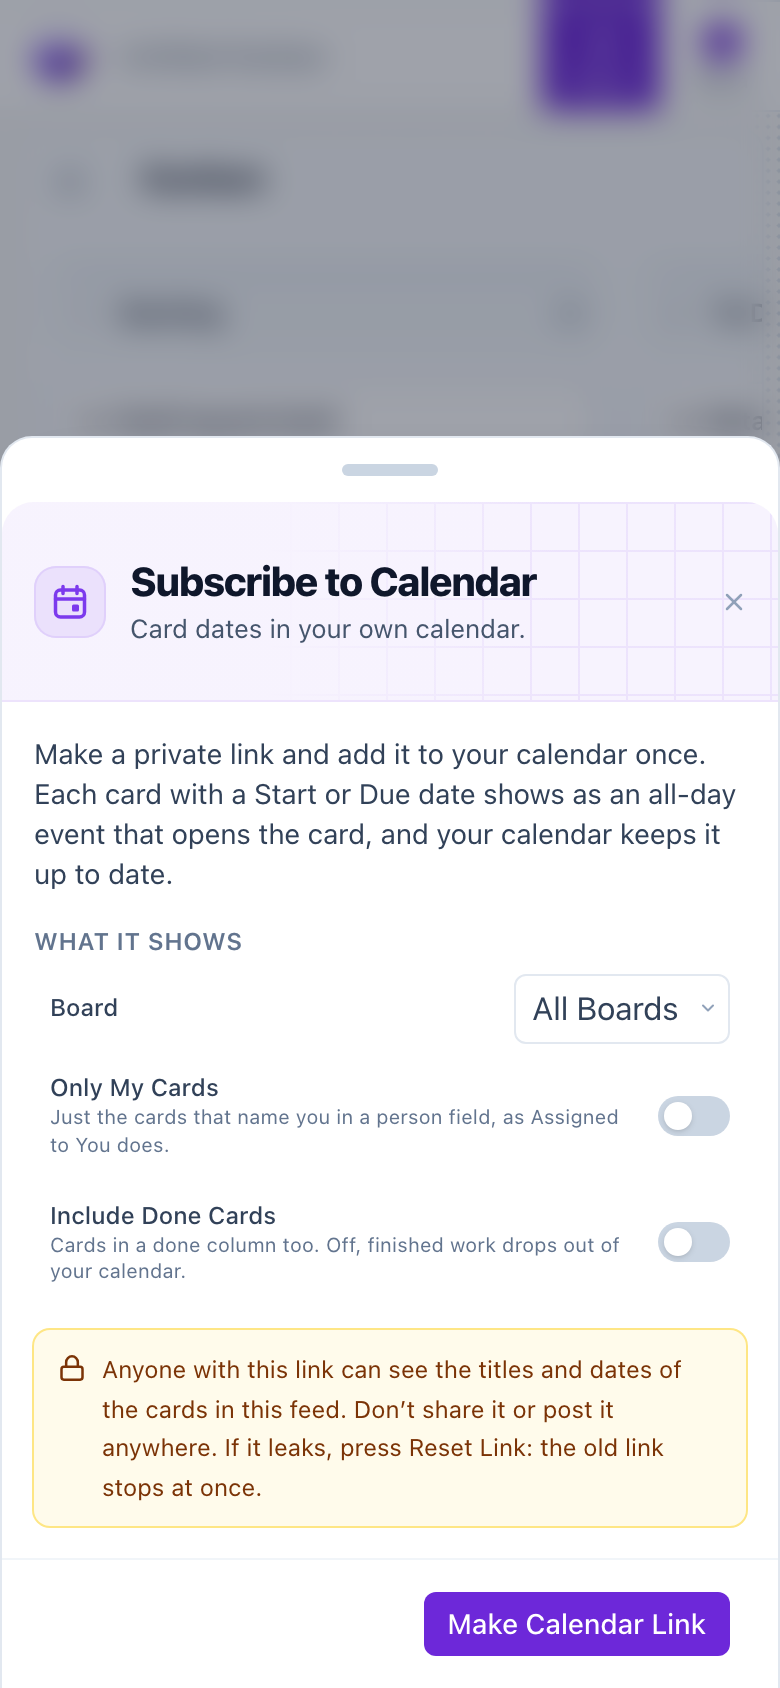 Subscribe to Calendar
Card dates in your own calendar.
Make a private link and add it to your calendar once.
Each card with a Start or Due date shows as an all-day
event that opens the card, and your calendar keeps it
up to date.
WHAT IT SHOWS
Board
All Boards
Only My Cards
Just the cards that name you in a person field, as Assigned
to You does.
Include Done Cards
Cards in a done column too. Off, finished work drops out of
your calendar.
Anyone with this link can see the titles and dates of
the cards in this feed. Don’t share it or post it
anywhere. If it leaks, press Reset Link: the old link
stops at once.
Make Calendar Link